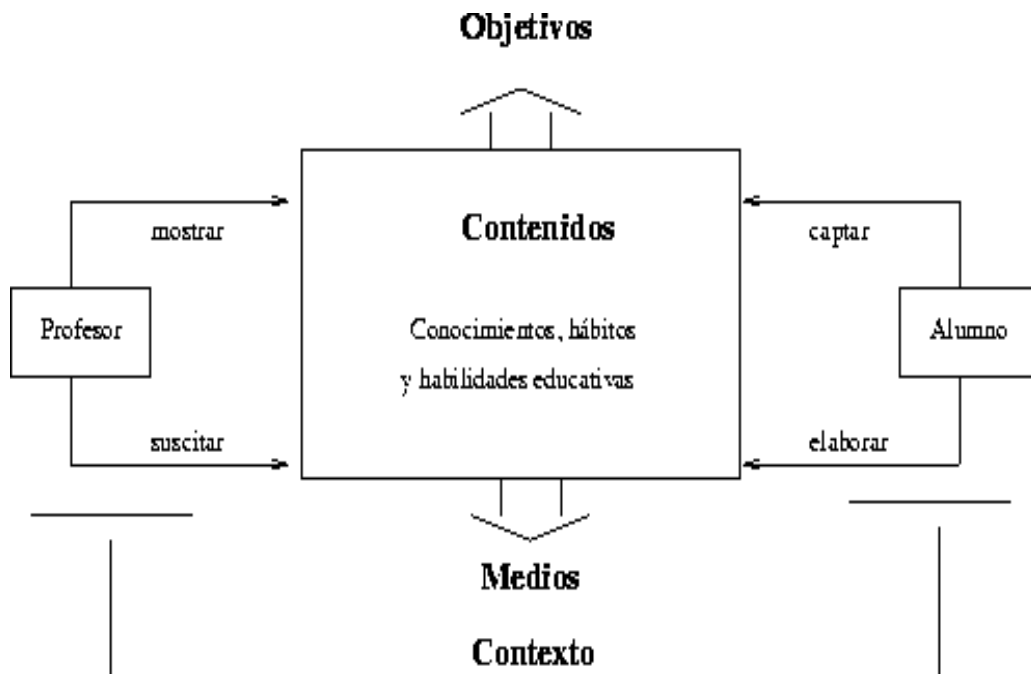 Objetivos
Contenidos
mostrar
captar
Profesor
Conocimientos, hábitos
y habilidades educativas
Alumno
suscitar
elaborar
Medios
Contexto